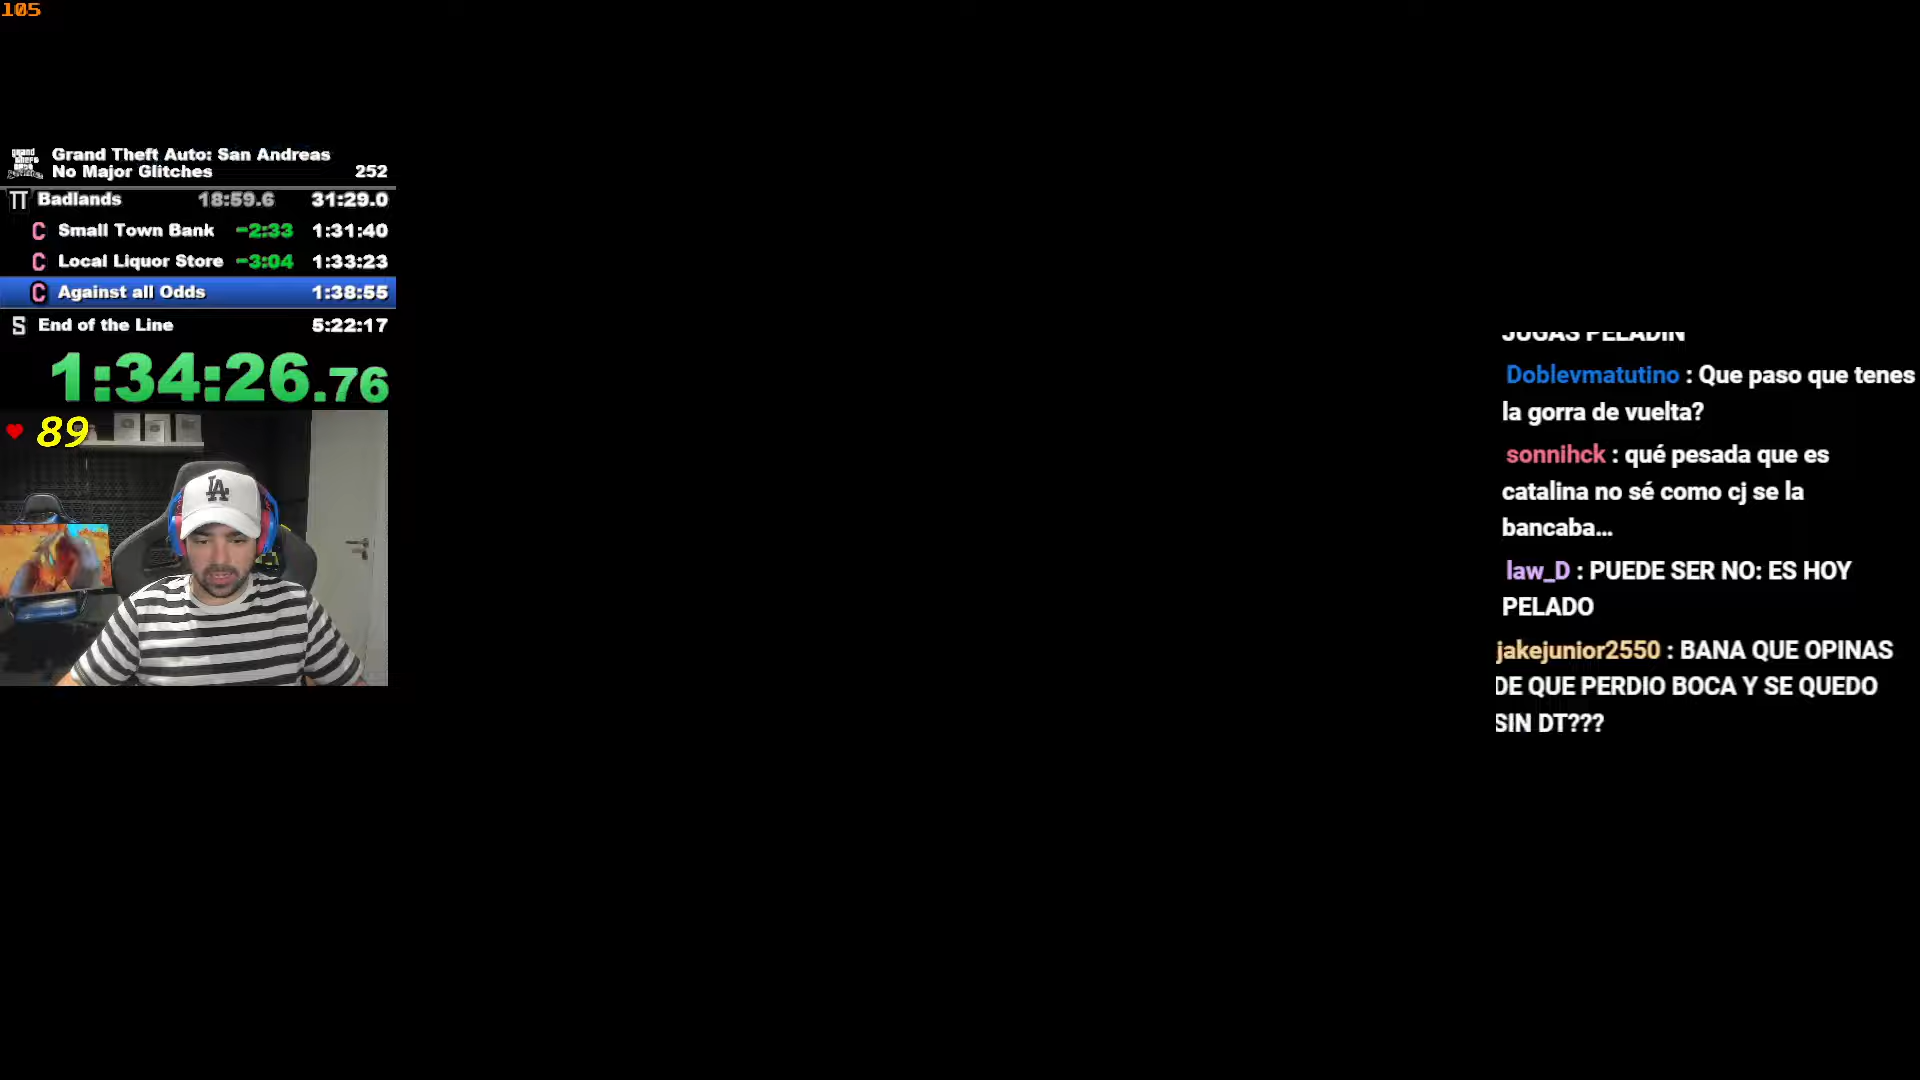 105
Grand Theft Auto: San Andreas
No Major Glitches 252
Badlands 18:59.6 31:29.0
C Small Town Bank -2:33 1:31:40
C Local Liquor Store -3:04 1:33:23
C Against all Odds 1:38:55
S End of the Line 5:22:17
1:34:26.76
89
LA
JUGAS PELADIN
Doblevmatutino : Que paso que tenes
la gorra de vuelta?
sonnihck : qué pesada que es
catalina no sé como cj se la
bancaba...
law_D : PUEDE SER NO: ES HOY
PELADO
jakejunior2550 : BANA QUE OPINAS
DE QUE PERDIO BOCA Y SE QUEDO
SIN DT???